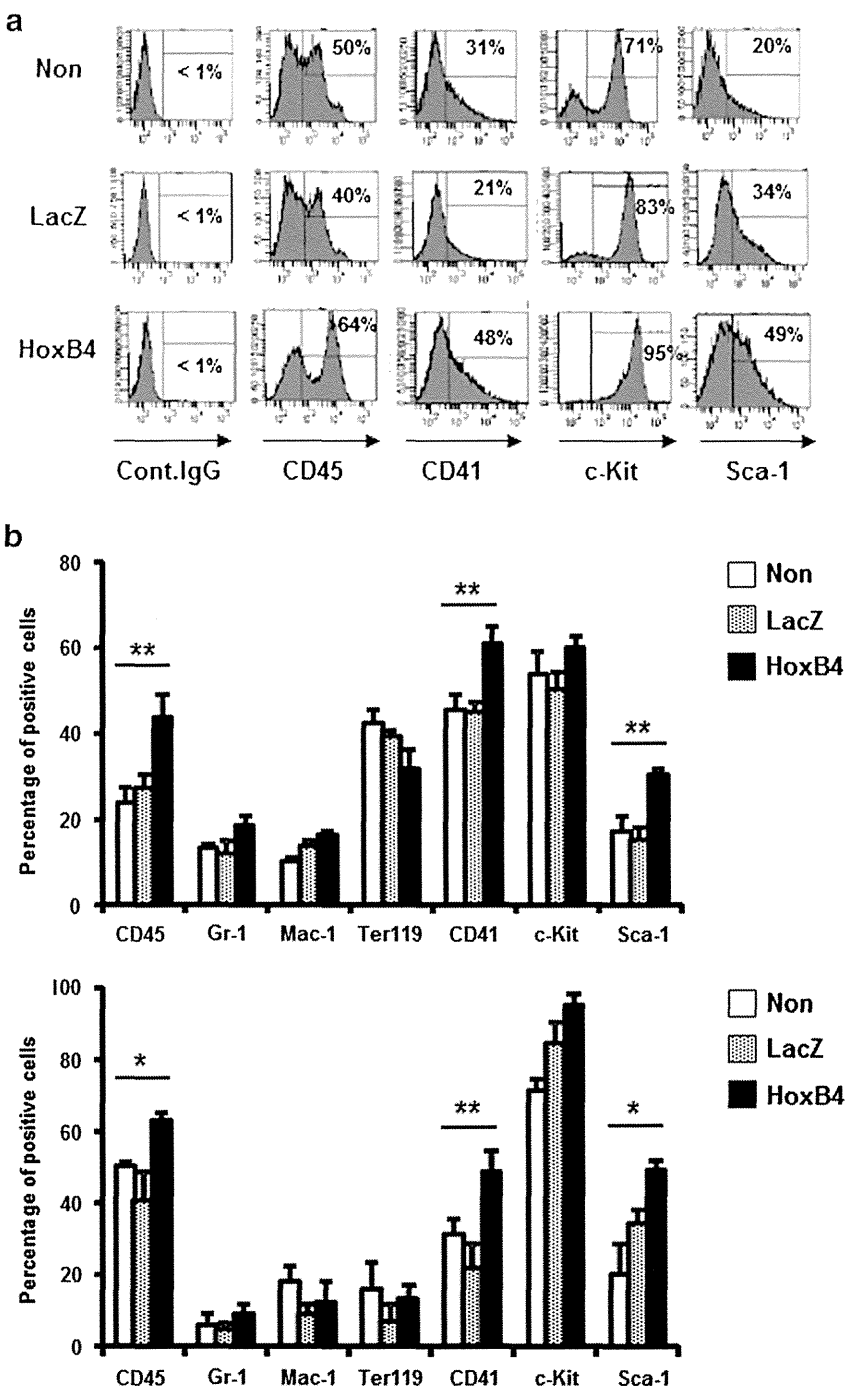 a
Non
< 1%
50%
31%
71%
20%
LacZ
< 1%
40%
21%
83%
34%
HoxB4
< 1%
64%
48%
95%
49%
Cont.IgG
CD45
CD41
c-Kit
Sca-1
b
Percentage of positive cells
80
60
40
20
0
**
**
**
CD45
Gr-1
Mac-1
Ter119
CD41
c-Kit
Sca-1
Non
LacZ
HoxB4
Percentage of positive cells
100
80
60
40
20
0
*
**
*
CD45
Gr-1
Mac-1
Ter119
CD41
c-Kit
Sca-1
Non
LacZ
HoxB4